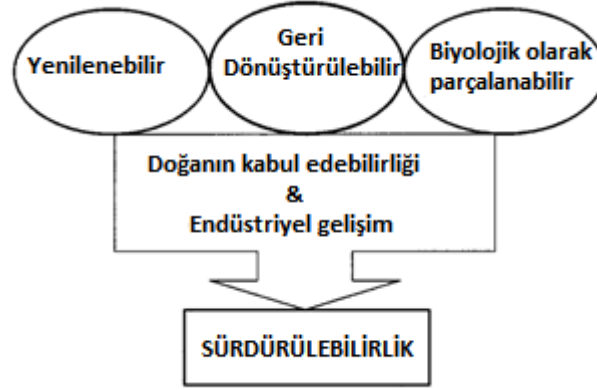 Yenilenebilir
Geri
Dönüştürülebilir
Biyolojik olarak
parçalanabilir
Doğanın kabul edebilirliği
&
Endüstriyel gelişim
SÜRDÜRÜLEBİLİRLİK